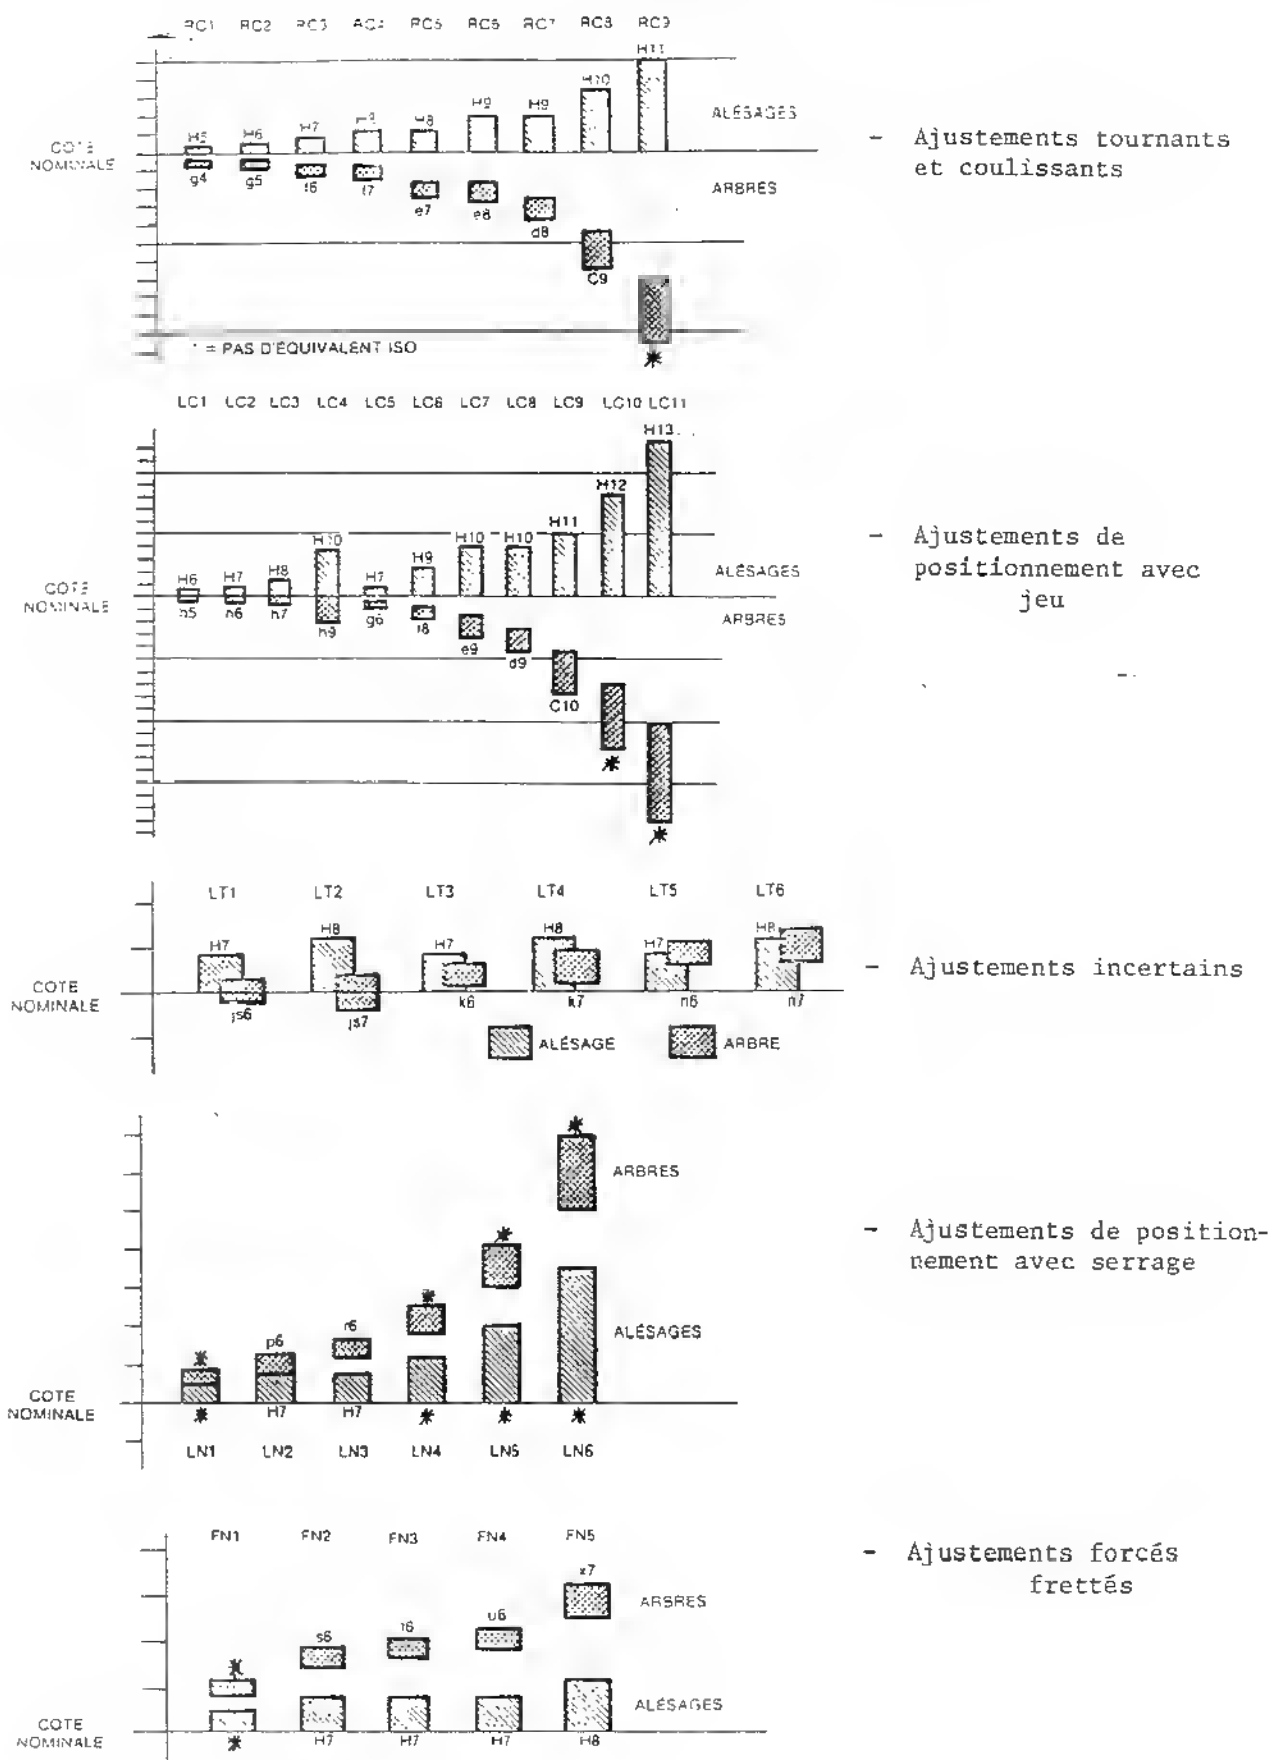 RC1 RC2 RC3 RC4 RC5 RC6 RC7 RC8 RC9
H11
H10
H9 H9
H5 H6 H7 H8 H8
ALÉSAGES
COTE
NOMINALE
g4 g5 f6 f7
ARBRES
e7 e8
d8
C9
* = PAS D'ÉQUIVALENT ISO
*
- Ajustements tournants
et coulissants
LC1 LC2 LC3 LC4 LC5 LC6 LC7 LC8 LC9 LC10 LC11
H13
H12
H11
H10 H10 H10
H9
H6 H7 H8 H7
ALÉSAGES
COTE
NOMINALE
h5 h6 h7 h9 g6 f8
ARBRES
e9 d9
C10
*
*
- Ajustements de
positionnement avec
jeu
LT1 LT2 LT3 LT4 LT5 LT6
H7 H8 H7 H8 H7 H8
COTE
NOMINALE
js6 js7 k6 k7 n6 n7
ALÉSAGE ARBRE
- Ajustements incertains
*
ARBRES
*
*
r6
p6
*
ALÉSAGES
COTE
NOMINALE
* H7 H7 * * *
LN1 LN2 LN3 LN4 LN5 LN6
- Ajustements de position-
nement avec serrage
FN1 FN2 FN3 FN4 FN5
x7
ARBRES
s6 t6 u6
*
ALÉSAGES
COTE
NOMINALE
* H7 H7 H7 H8
- Ajustements forcés
frettés